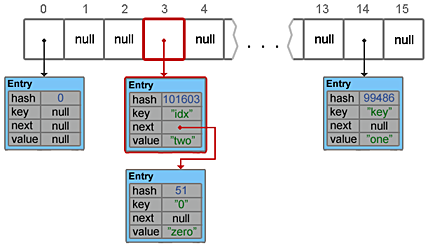 0 1 2 3 4 13 14 15
null null null . . . null null
Entry
hash 0
key null
next null
value null
Entry
hash 101603
key "idx"
next
value "two"
Entry
hash 99486
key "key"
next null
value "one"
Entry
hash 51
key "0"
next null
value "zero"